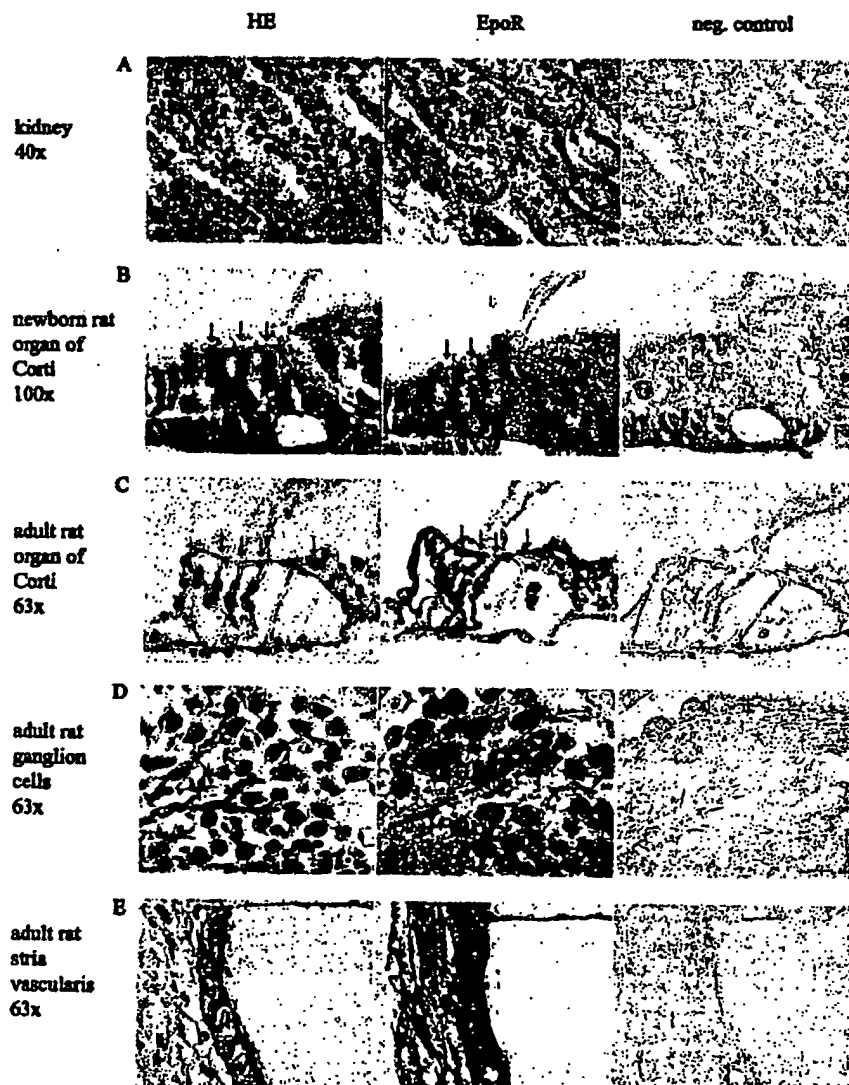 HE EpoR neg. control
A
kidney
40x
B
newborn rat
organ of
Corti
100x
C
adult rat
organ of
Corti
63x
D
adult rat
ganglion
cells
63x
E
adult rat
stria
vascularis
63x